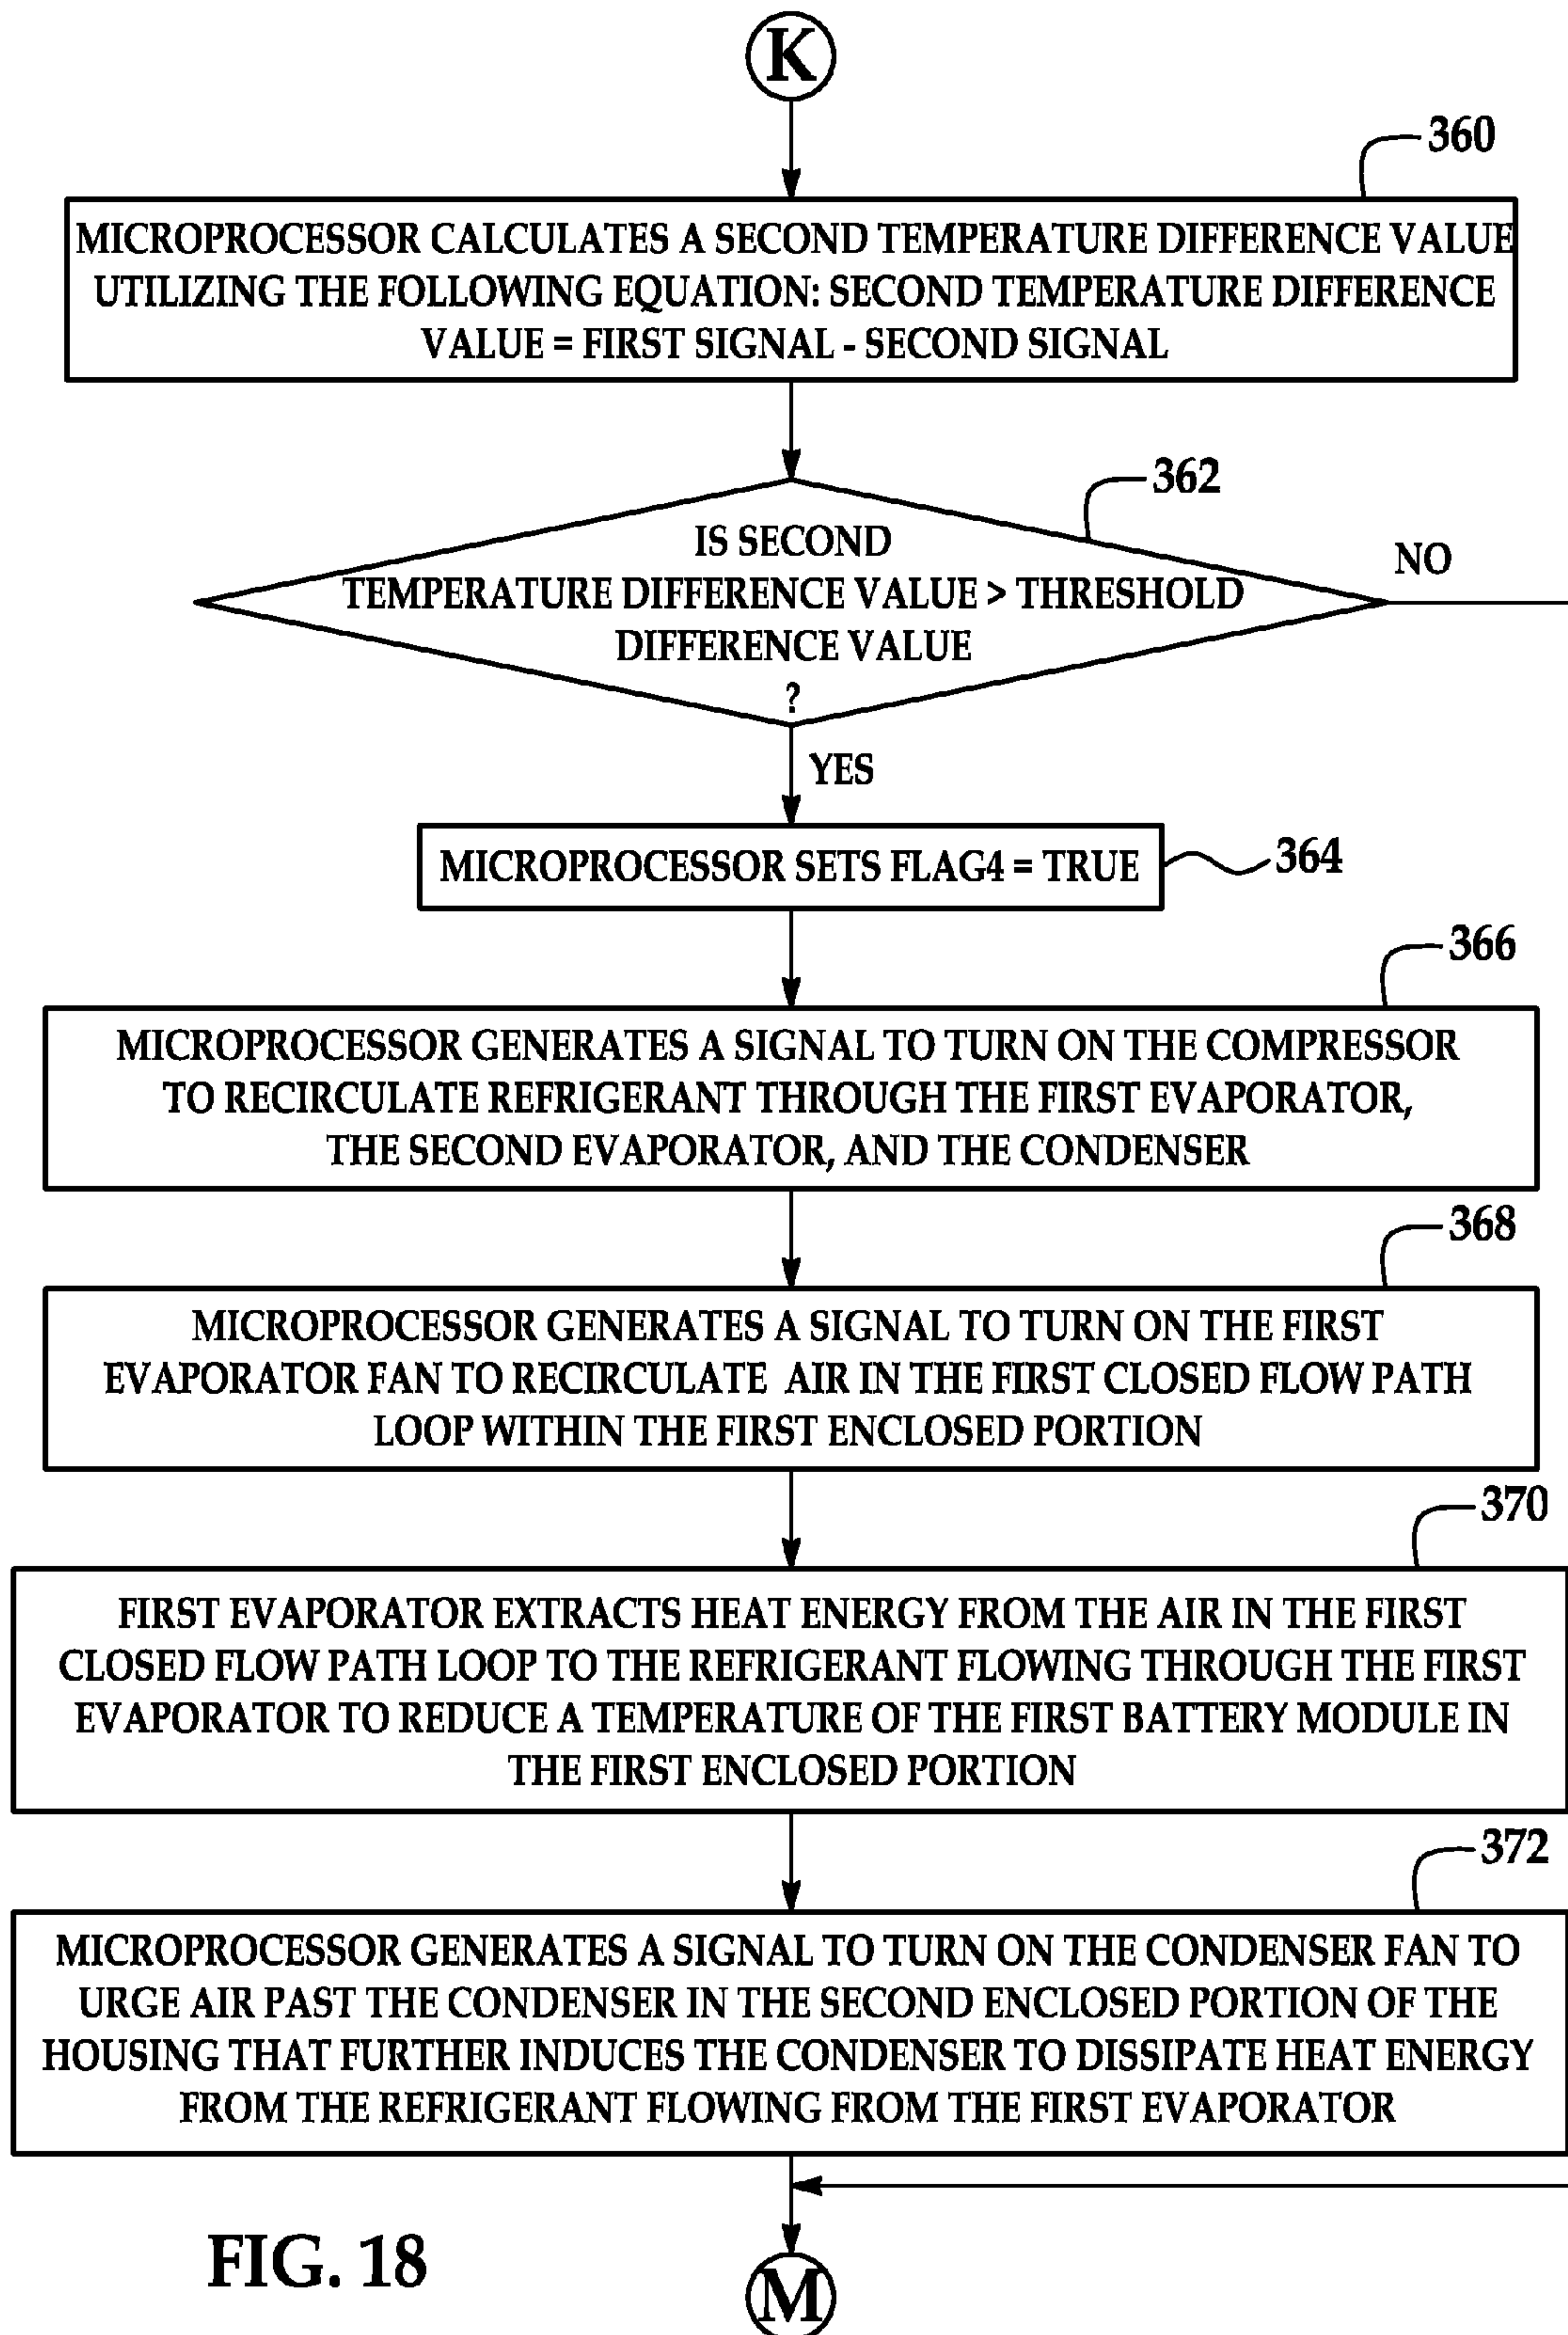 K
360
MICROPROCESSOR CALCULATES A SECOND TEMPERATURE DIFFERENCE VALUE
UTILIZING THE FOLLOWING EQUATION: SECOND TEMPERATURE DIFFERENCE
VALUE = FIRST SIGNAL - SECOND SIGNAL
362
IS SECOND
TEMPERATURE DIFFERENCE VALUE > THRESHOLD
DIFFERENCE VALUE
?
NO
YES
MICROPROCESSOR SETS FLAG4 = TRUE
364
366
MICROPROCESSOR GENERATES A SIGNAL TO TURN ON THE COMPRESSOR
TO RECIRCULATE REFRIGERANT THROUGH THE FIRST EVAPORATOR,
THE SECOND EVAPORATOR, AND THE CONDENSER
368
MICROPROCESSOR GENERATES A SIGNAL TO TURN ON THE FIRST
EVAPORATOR FAN TO RECIRCULATE AIR IN THE FIRST CLOSED FLOW PATH
LOOP WITHIN THE FIRST ENCLOSED PORTION
370
FIRST EVAPORATOR EXTRACTS HEAT ENERGY FROM THE AIR IN THE FIRST
CLOSED FLOW PATH LOOP TO THE REFRIGERANT FLOWING THROUGH THE FIRST
EVAPORATOR TO REDUCE A TEMPERATURE OF THE FIRST BATTERY MODULE IN
THE FIRST ENCLOSED PORTION
372
MICROPROCESSOR GENERATES A SIGNAL TO TURN ON THE CONDENSER FAN TO
URGE AIR PAST THE CONDENSER IN THE SECOND ENCLOSED PORTION OF THE
HOUSING THAT FURTHER INDUCES THE CONDENSER TO DISSIPATE HEAT ENERGY
FROM THE REFRIGERANT FLOWING FROM THE FIRST EVAPORATOR
FIG. 18
M